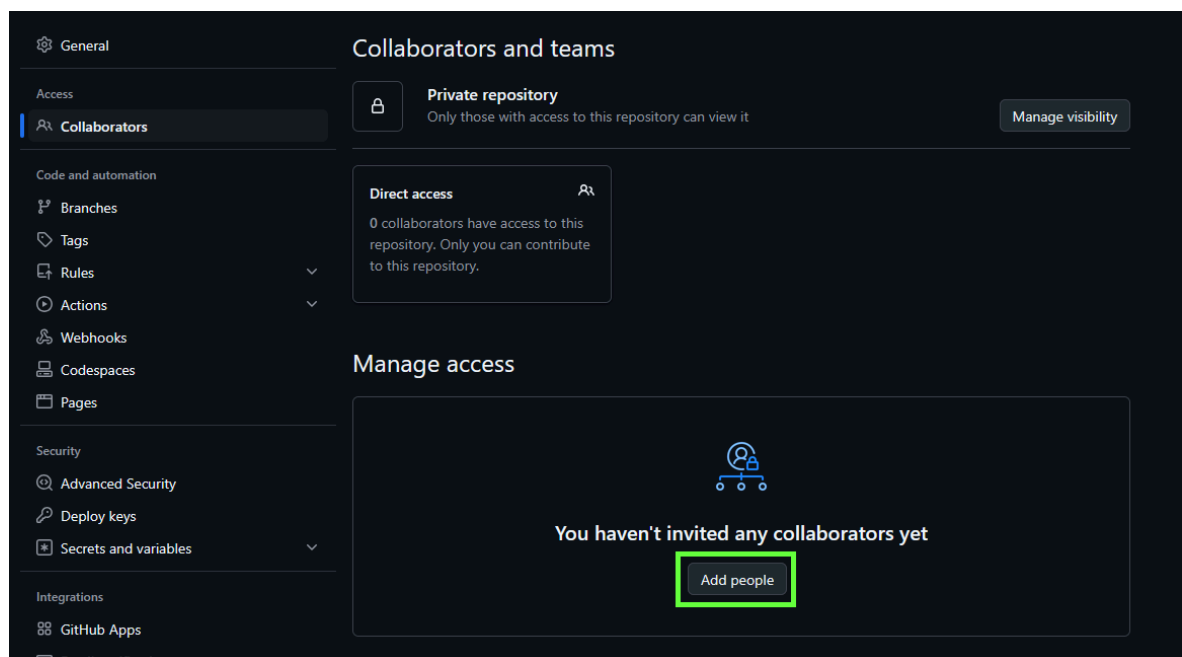 General
Access
Collaborators
Code and automation
Branches
Tags
Rules
Actions
Webhooks
Codespaces
Pages
Security
Advanced Security
Deploy keys
Secrets and variables
Integrations
GitHub Apps
Collaborators and teams
Private repository
Only those with access to this repository can view it
Manage visibility
Direct access
0 collaborators have access to this
repository. Only you can contribute
to this repository.
Manage access
You haven't invited any collaborators yet
Add people